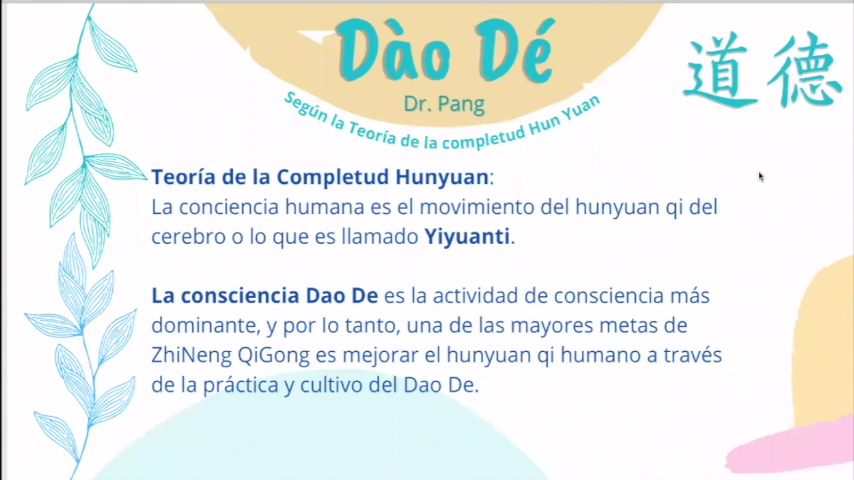 Dào Dé
道德
Dr. Pang
Según la Teoría de la completud Hun Yuan
Teoría de la Completud Hunyuan:
La conciencia humana es el movimiento del hunyuan qi del
cerebro o lo que es llamado Yiyuanti.
La consciencia Dao De es la actividad de consciencia más
dominante, y por lo tanto, una de las mayores metas de
ZhiNeng QiGong es mejorar el hunyuan qi humano a través
de la práctica y cultivo del Dao De.